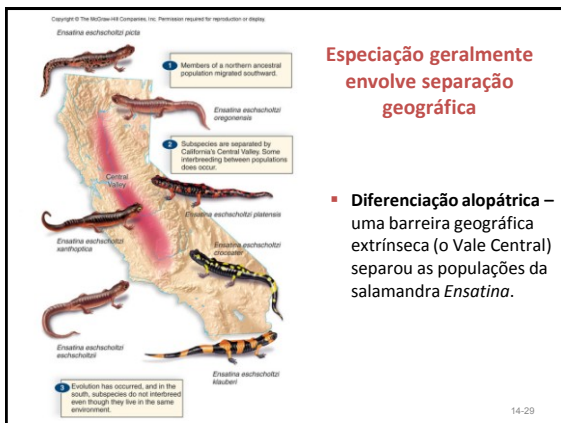 Copyright © The McGraw-Hill Companies, Inc. Permission required for reproduction or display.
Ensatina eschscholtzi picta
1 Members of a northern ancestral
population migrated southward.
Ensatina eschscholtzi
oregonensis
2 Subspecies are separated by
California's Central Valley. Some
interbreeding between populations
does occur.
Central
Valley
Ensatina eschscholtzi platensis
Ensatina eschscholtzi
xanthoptica
Ensatina eschscholtzi
croceater
Ensatina eschscholtzi
eschscholtzii
Ensatina eschscholtzi
klauberi
3 Evolution has occurred, and in the
south, subspecies do not interbreed
even though they live in the same
environment.
Especiação geralmente
envolve separação
geográfica
▪ Diferenciação alopátrica –
uma barreira geográfica
extrínseca (o Vale Central)
separou as populações da
salamandra Ensatina.
14-29